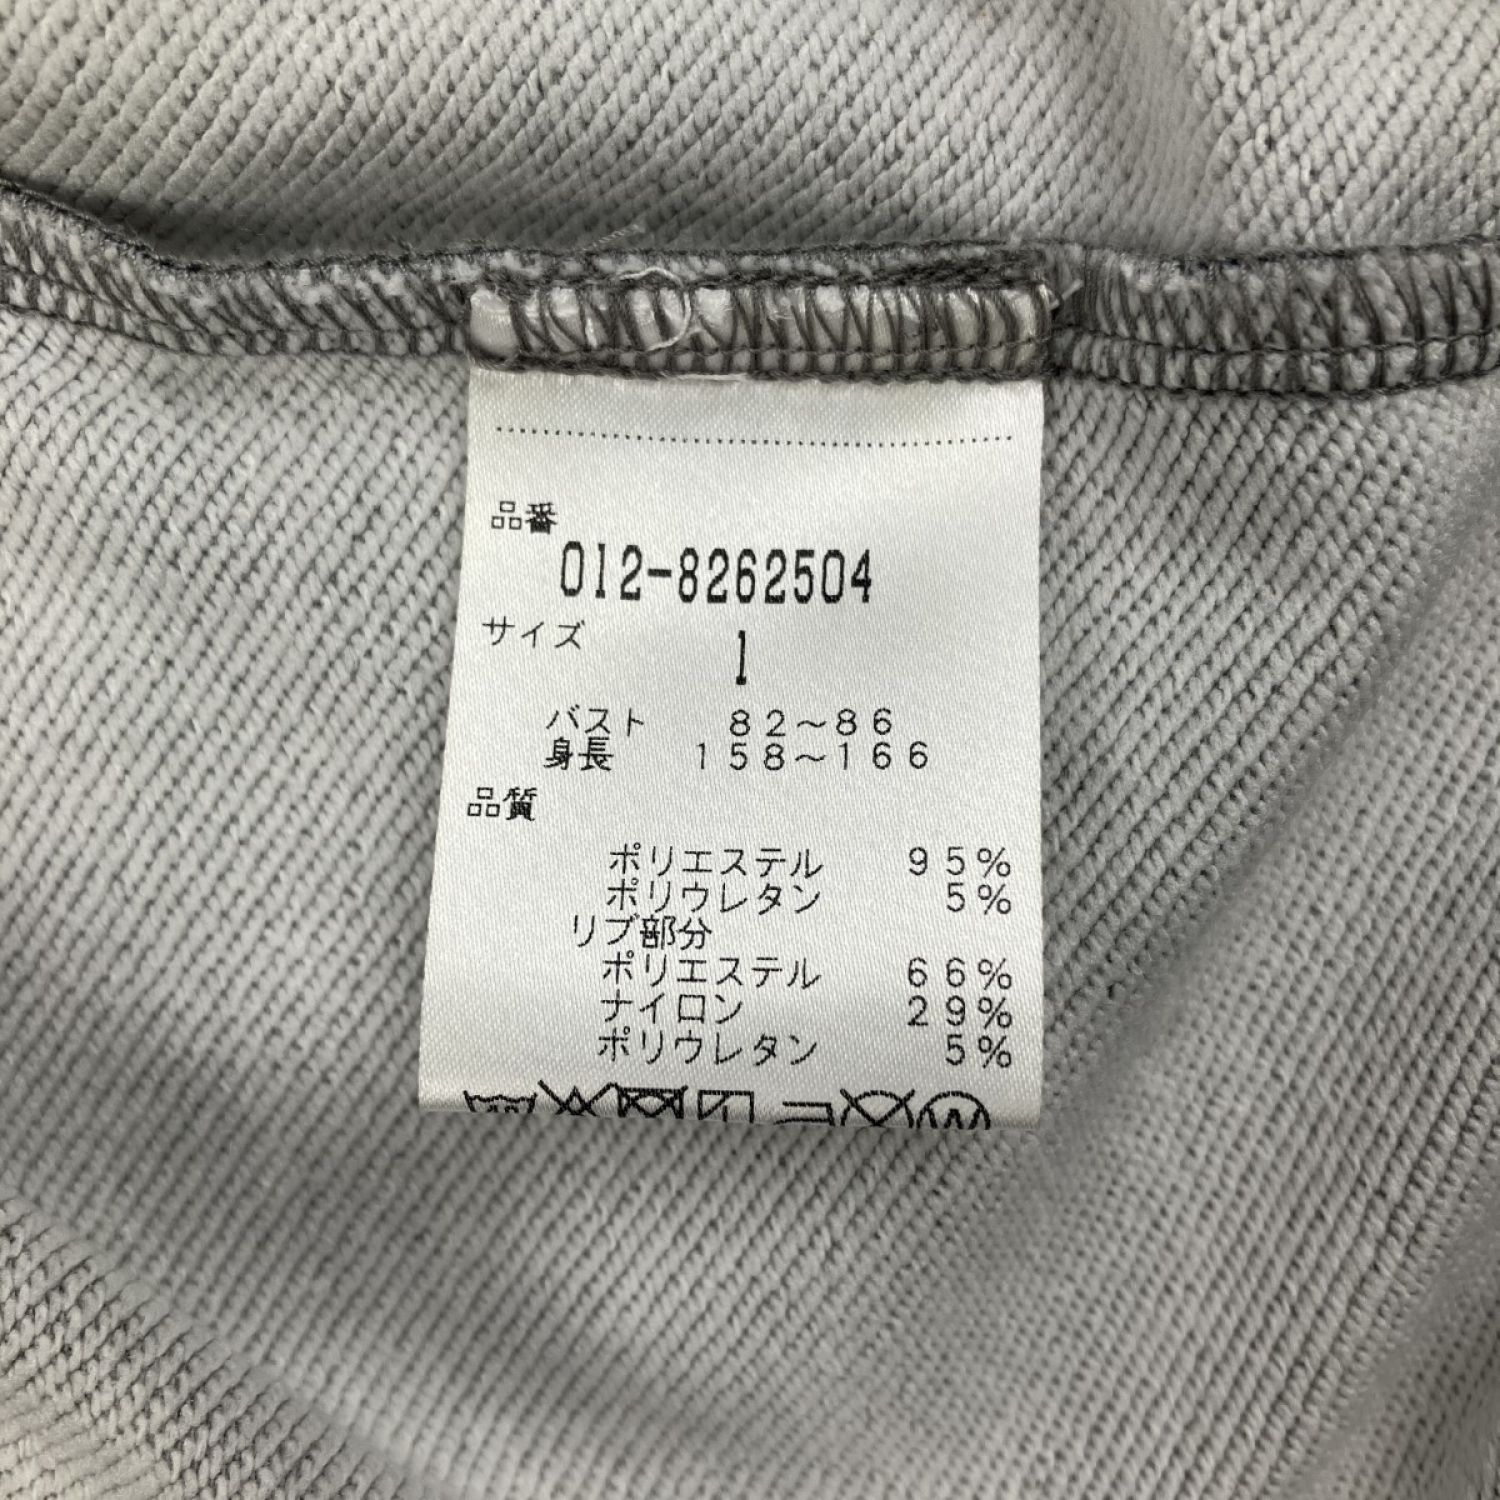 品番
012-8262504
サイズ 1
バスト 82～86
身長 158～166
品質
ポリエステル 95%
ポリウレタン 5%
リブ部分
ポリエステル 66%
ナイロン 29%
ポリウレタン 5%
W